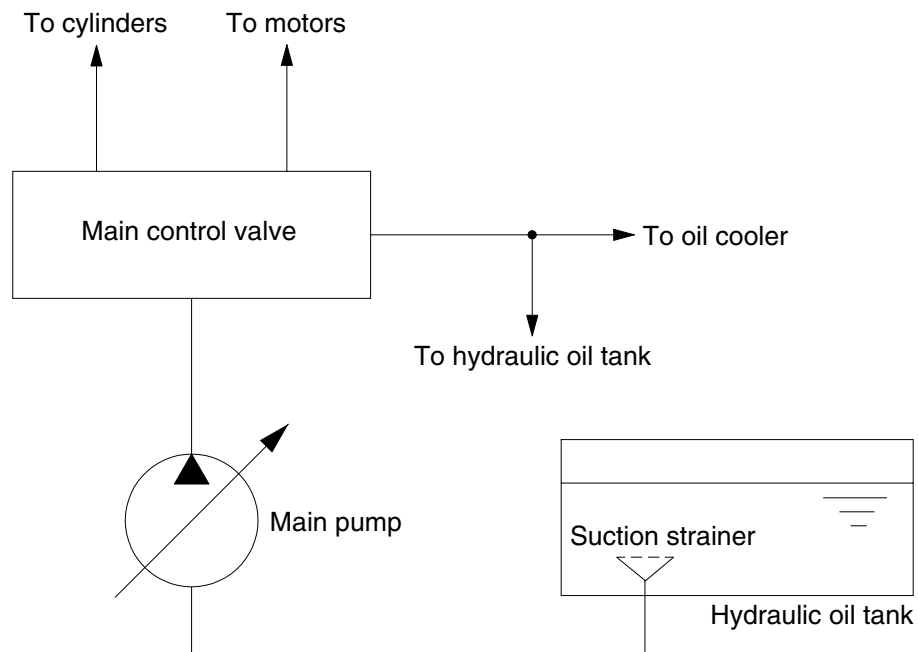 To cylinders
To motors
Main control valve
To oil cooler
To hydraulic oil tank
Main pump
Suction strainer
Hydraulic oil tank